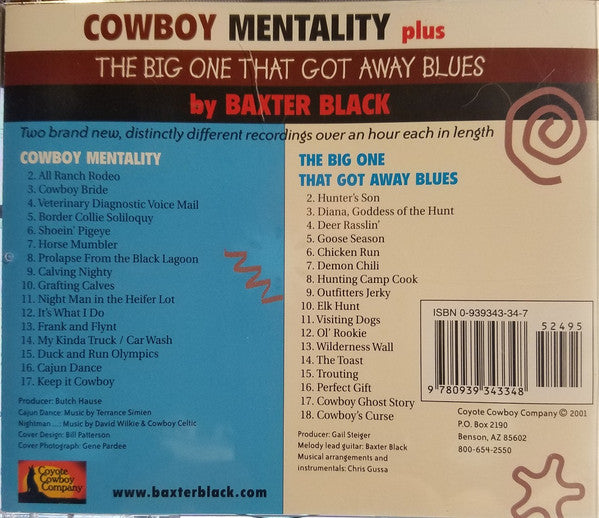 COWBOY MENTALITY plus
THE BIG ONE THAT GOT AWAY BLUES
by BAXTER BLACK
Two brand new, distinctly different recordings over an hour each in length
COWBOY MENTALITY
2. All Ranch Rodeo
3. Cowboy Bride
4. Veterinary Diagnostic Voice Mail
5. Border Collie Soliloquy
6. Shoein' Pigeye
7. Horse Mumbler
8. Prolapse From the Black Lagoon
9. Calving Nighty
10. Grafting Calves
11. Night Man in the Heifer Lot
12. It's What I Do
13. Frank and Flynt
14. My Kinda Truck / Car Wash
15. Duck and Run Olympics
16. Cajun Dance
17. Keep it Cowboy
Producer: Butch Hause
Cajun Dance: Music by Terrance Simien
Nightman.... Music by David Wilkie & Cowboy Celtic
Cover Design: Bill Patterson
Cover Photograph: Gene Pardee
Coyote
Cowboy
Company
www.baxterblack.com
THE BIG ONE
THAT GOT AWAY BLUES
2. Hunter's Son
3. Diana, Goddess of the Hunt
4. Deer Rasslin'
5. Goose Season
6. Chicken Run
7. Demon Chili
8. Hunting Camp Cook
9. Outfitters Jerky
10. Elk Hunt
11. Visiting Dogs
12. Ol' Rookie
13. Wilderness Wall
14. The Toast
15. Trouting
16. Perfect Gift
17. Cowboy Ghost Story
18. Cowboy's Curse
Producer: Gail Steiger
Melody lead guitar: Baxter Black
Musical arrangements and
instrumentals: Chris Gussa
ISBN 0-939343-34-7
52495
9 780939 343348
Coyote Cowboy Company © 2001
P.O. Box 2190
Benson, AZ 85602
800-654-2550